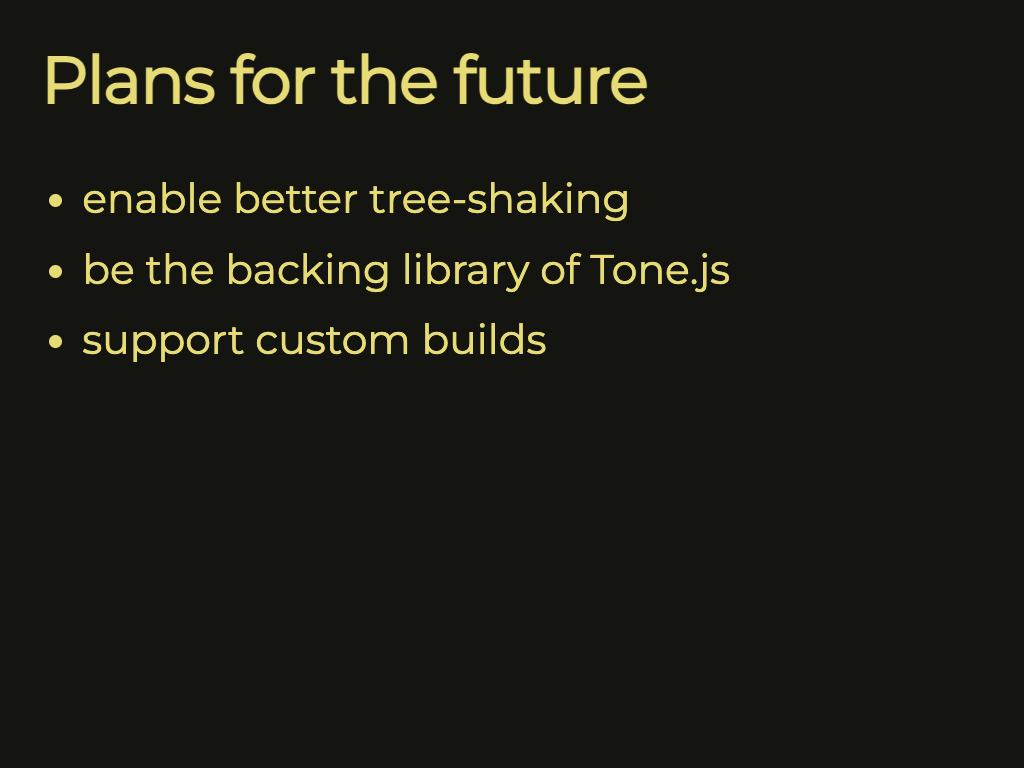 Plans for the future
• enable better tree-shaking
• be the backing library of Tone.js
• support custom builds